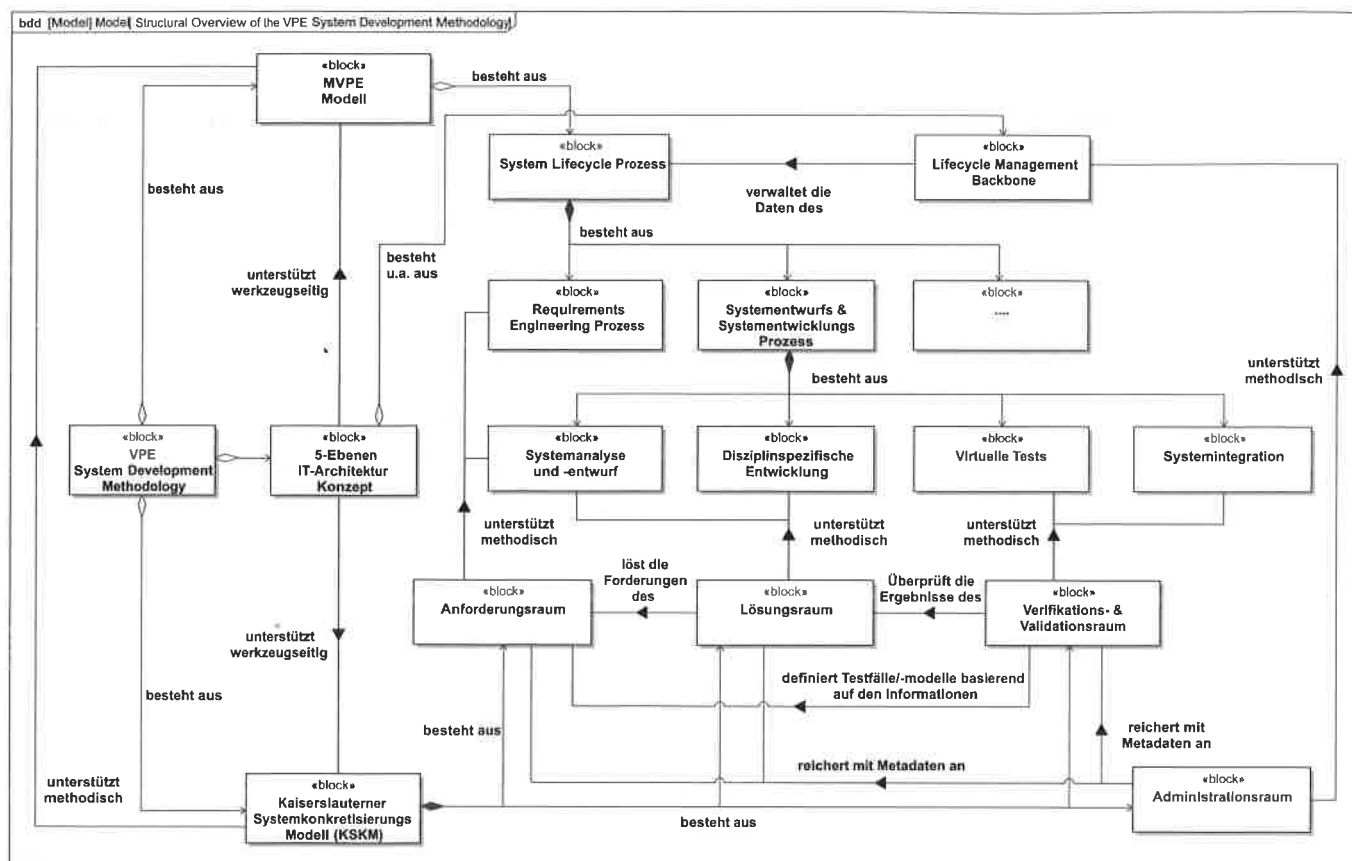 bdd [Model] Model[ Structural Overview of the VPE System Development Methodology]
«block»
MVPE
Modell
besteht aus
«block»
System Lifecycle Prozess
«block»
Lifecycle Management
Backbone
besteht aus
verwaltet die
Daten des
besteht aus
besteht
u.a. aus
unterstützt
werkzeugseitig
«block»
Requirements
Engineering Prozess
«block»
Systementwurfs &
Systementwicklungs
Prozess
«block»
....
unterstützt
methodisch
besteht aus
«block»
VPE
System Development
Methodology
«block»
5-Ebenen
IT-Architektur
Konzept
«block»
Systemanalyse
und -entwurf
«block»
Disziplinspezifische
Entwicklung
«block»
Virtuelle Tests
«block»
Systemintegration
unterstützt
methodisch
unterstützt
methodisch
unterstützt
methodisch
löst die
Forderungen
des
Überprüft die
Ergebnisse des
«block»
Anforderungsraum
«block»
Lösungsraum
«block»
Verifikations- &
Validationsraum
unterstützt
werkzeugseitig
besteht aus
definiert Testfälle/-modelle basierend
auf den Informationen
besteht aus
reichert mit
Metadaten an
reichert mit Metadaten an
unterstützt
methodisch
«block»
Kaiserslauterner
Systemkonkretisierungs
Modell (KSKM)
besteht aus
«block»
Administrationsraum